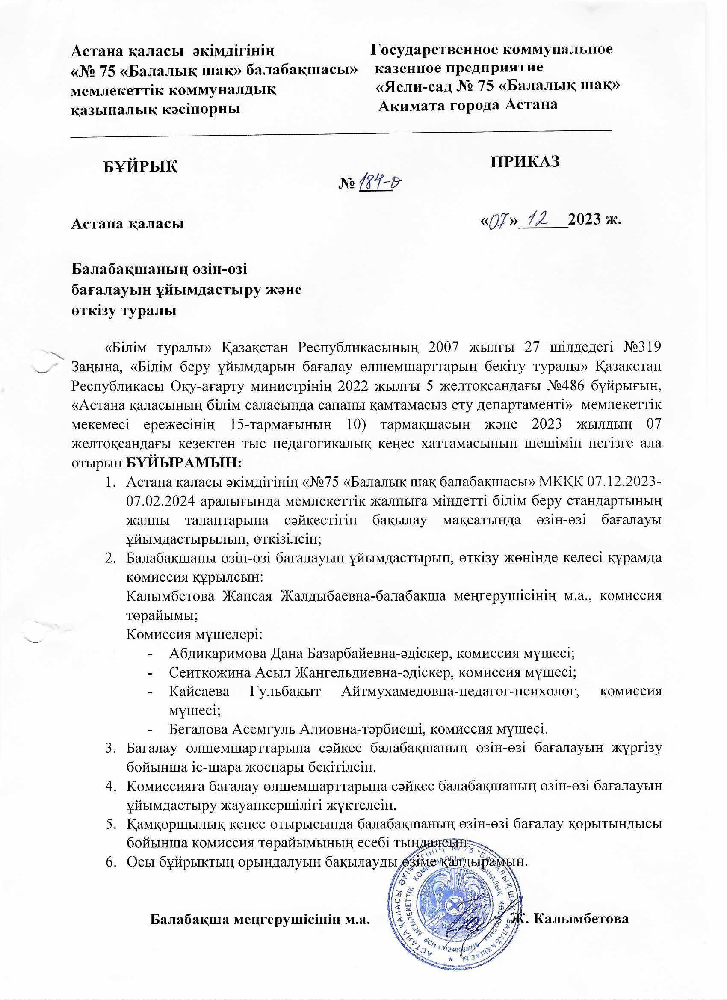 Астана қаласы әкімдігінің
«№ 75 «Балалық шақ» балабақшасы»
мемлекеттік коммуналдық
қазыналық кәсіпорны
Государственное коммунальное
казенное предприятие
«Ясли-сад № 75 «Балалық шақ»
Акимата города Астана
БҰЙРЫҚ
ПРИКАЗ
№ 184-ө
Астана қаласы
«07» 12 2023 ж.
Балабақшаның өзін-өзі
бағалауын ұйымдастыру және
өткізу туралы
«Білім туралы» Қазақстан Республикасының 2007 жылғы 27 шілдедегі №319
Заңына, «Білім беру ұйымдарын бағалау өлшемшарттарын бекіту туралы» Қазақстан
Республикасы Оқу-ағарту министрінің 2022 жылғы 5 желтоқсандағы №486 бұйрығын,
«Астана қаласының білім саласында сапаны қамтамасыз ету департаменті» мемлекеттік
мекемесі ережесінің 15-тармағының 10) тармақшасын және 2023 жылдың 07
желтоқсандағы кезектен тыс педагогикалық кеңес хаттамасының шешімін негізге ала
отырып БҰЙЫРАМЫН:
1. Астана қаласы әкімдігінің «№75 «Балалық шақ балабақшасы» МКҚК 07.12.2023-
07.02.2024 аралығында мемлекеттік жалпыға міндетті білім беру стандартының
жалпы талаптарына сәйкестігін бақылау мақсатында өзін-өзі бағалауы
ұйымдастырылып, өткізілсін;
2. Балабақшаны өзін-өзі бағалауын ұйымдастырып, өткізу жөнінде келесі құрамда
көмиссия құрылсын:
Калымбетова Жансая Жалдыбаевна-балабақша меңгерушісінің м.а., комиссия
төрайымы;
Комиссия мүшелері:
- Абдикаримова Дана Базарбайевна-әдіскер, комиссия мүшесі;
- Сеиткожина Асыл Жангельдиевна-әдіскер, комиссия мүшесі;
- Кайсаева Гульбакыт Айтмухамедовна-педагог-психолог, комиссия
мүшесі;
- Бегалова Асемгуль Алиовна-тәрбиеші, комиссия мүшесі.
3. Бағалау өлшемшарттарына сәйкес балабақшаның өзін-өзі бағалауын жүргізу
бойынша іс-шара жоспары бекітілсін.
4. Комиссияға бағалау өлшемшарттарына сәйкес балабақшаның өзін-өзі бағалауын
ұйымдастыру жауапкершілігі жүктелсін.
5. Қамқоршылық кеңес отырысында балабақшаның өзін-өзі бағалау қорытындысы
бойынша комиссия төрайымының есебі тыңдалсын.
6. Осы бұйрықтың орындалуын бақылауды өзіме қалдырамын.
АСТАНА ҚАЛАСЫ ӘКІМДІГІНІҢ "№ 75 "БАЛАЛЫҚ ШАҚ" БАЛАБАҚШАСЫ
МЕМЛЕКЕТТІК КОММУНАЛДЫҚ ҚАЗЫНАЛЫҚ КӘСІПОРНЫ
БСН
Балабақша меңгерушісінің м.а.
Ж. Калымбетова